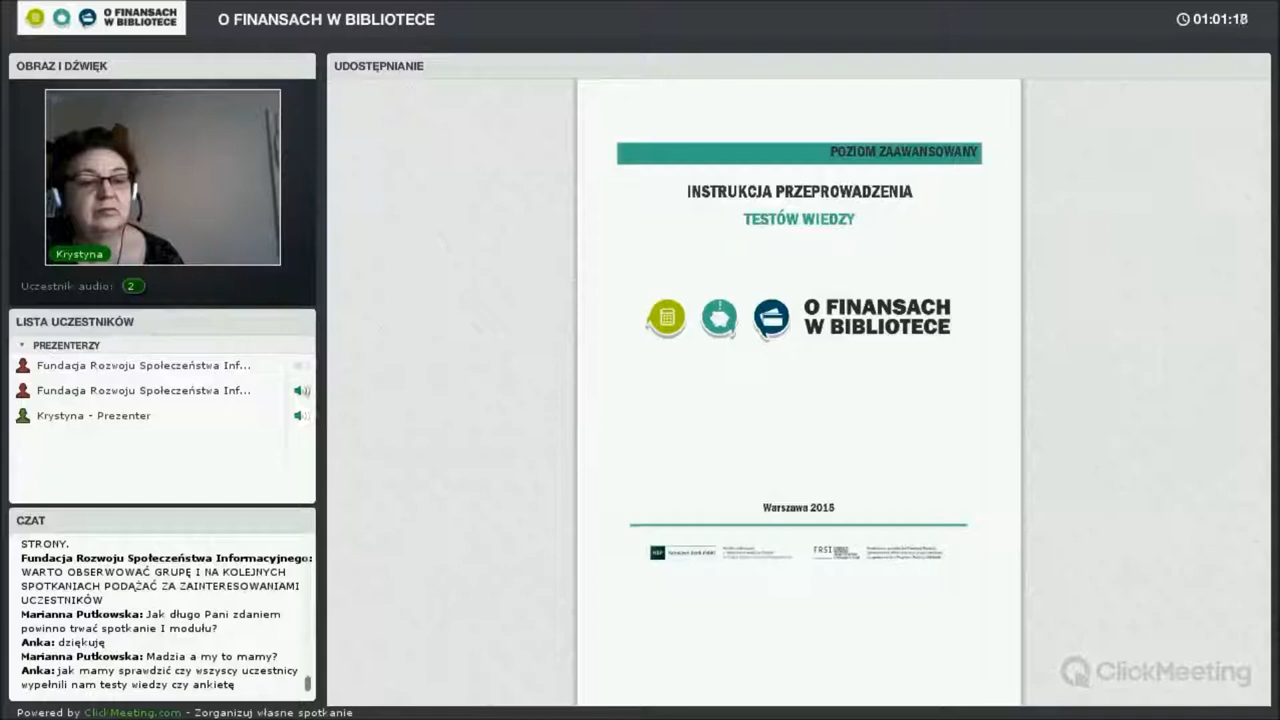 O FINANSACH
W BIBLIOTECE
O FINANSACH W BIBLIOTECE
01:01:18
OBRAZ I DŹWIĘK
Krystyna
Uczestnik audio: 2
LISTA UCZESTNIKÓW
PREZENTERZY
Fundacja Rozwoju Społeczeństwa Inf...
Fundacja Rozwoju Społeczeństwa Inf...
Krystyna - Prezenter
CZAT
STRONY.
Fundacja Rozwoju Społeczeństwa Informacyjnego:
WARTO OBSERWOWAĆ GRUPĘ I NA KOLEJNYCH
SPOTKANIACH PODĄŻAĆ ZA ZAINTERESOWANIAMI
UCZESTNIKÓW
Marianna Putkowska: Jak długo Pani zdaniem
powinno trwać spotkanie I modułu?
Anka: dziękuję
Marianna Putkowska: Madzia a my to mamy?
Anka: jak mamy sprawdzić czy wszyscy uczestnicy
wypełnili nam testy wiedzy czy ankietę
UDOSTĘPNIANIE
POZIOM ZAAWANSOWANY
INSTRUKCJA PRZEPROWADZENIA
TESTÓW WIEDZY
O FINANSACH
W BIBLIOTECE
Warszawa 2015
NBP
FRSI
ClickMeeting
Powered by ClickMeeting.com - Zorganizuj własne spotkanie